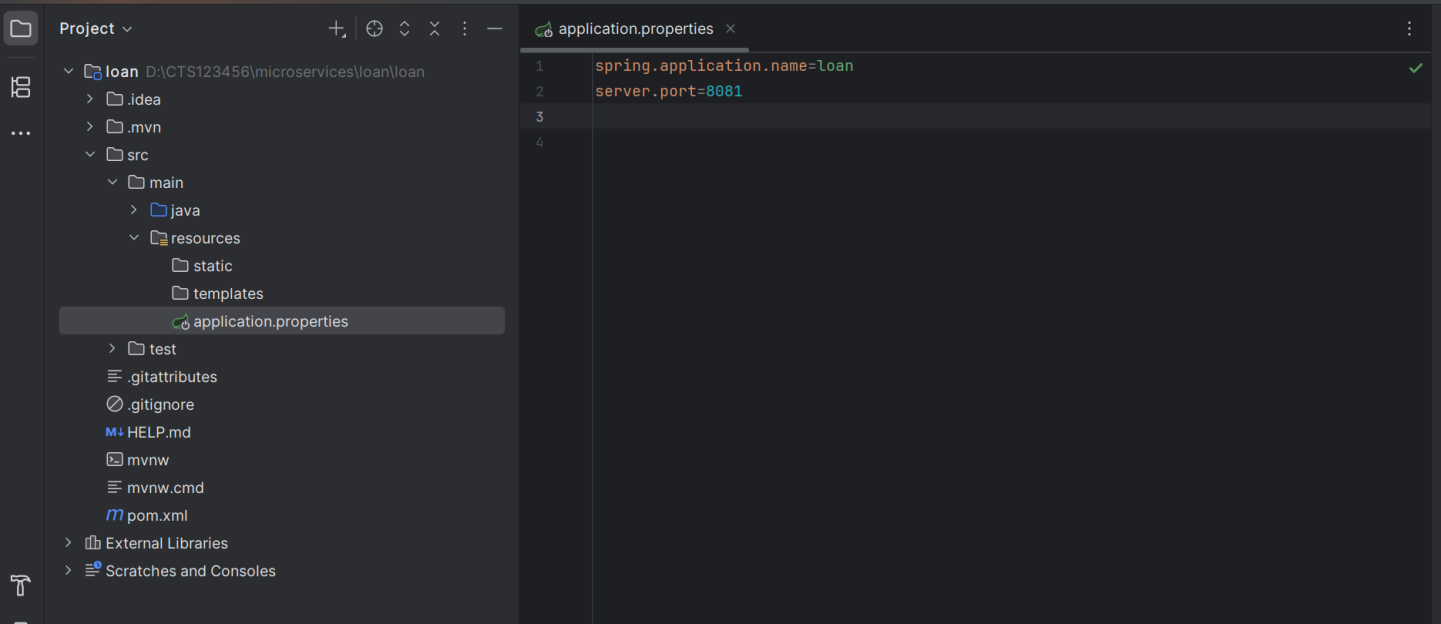 Project
loan D:\CTS123456\microservices\loan\loan
.idea
.mvn
src
main
java
resources
static
templates
application.properties
test
.gitattributes
.gitignore
M↓ HELP.md
mvnw
mvnw.cmd
m pom.xml
External Libraries
Scratches and Consoles
application.properties
1 spring.application.name=loan
2 server.port=8081
3
4